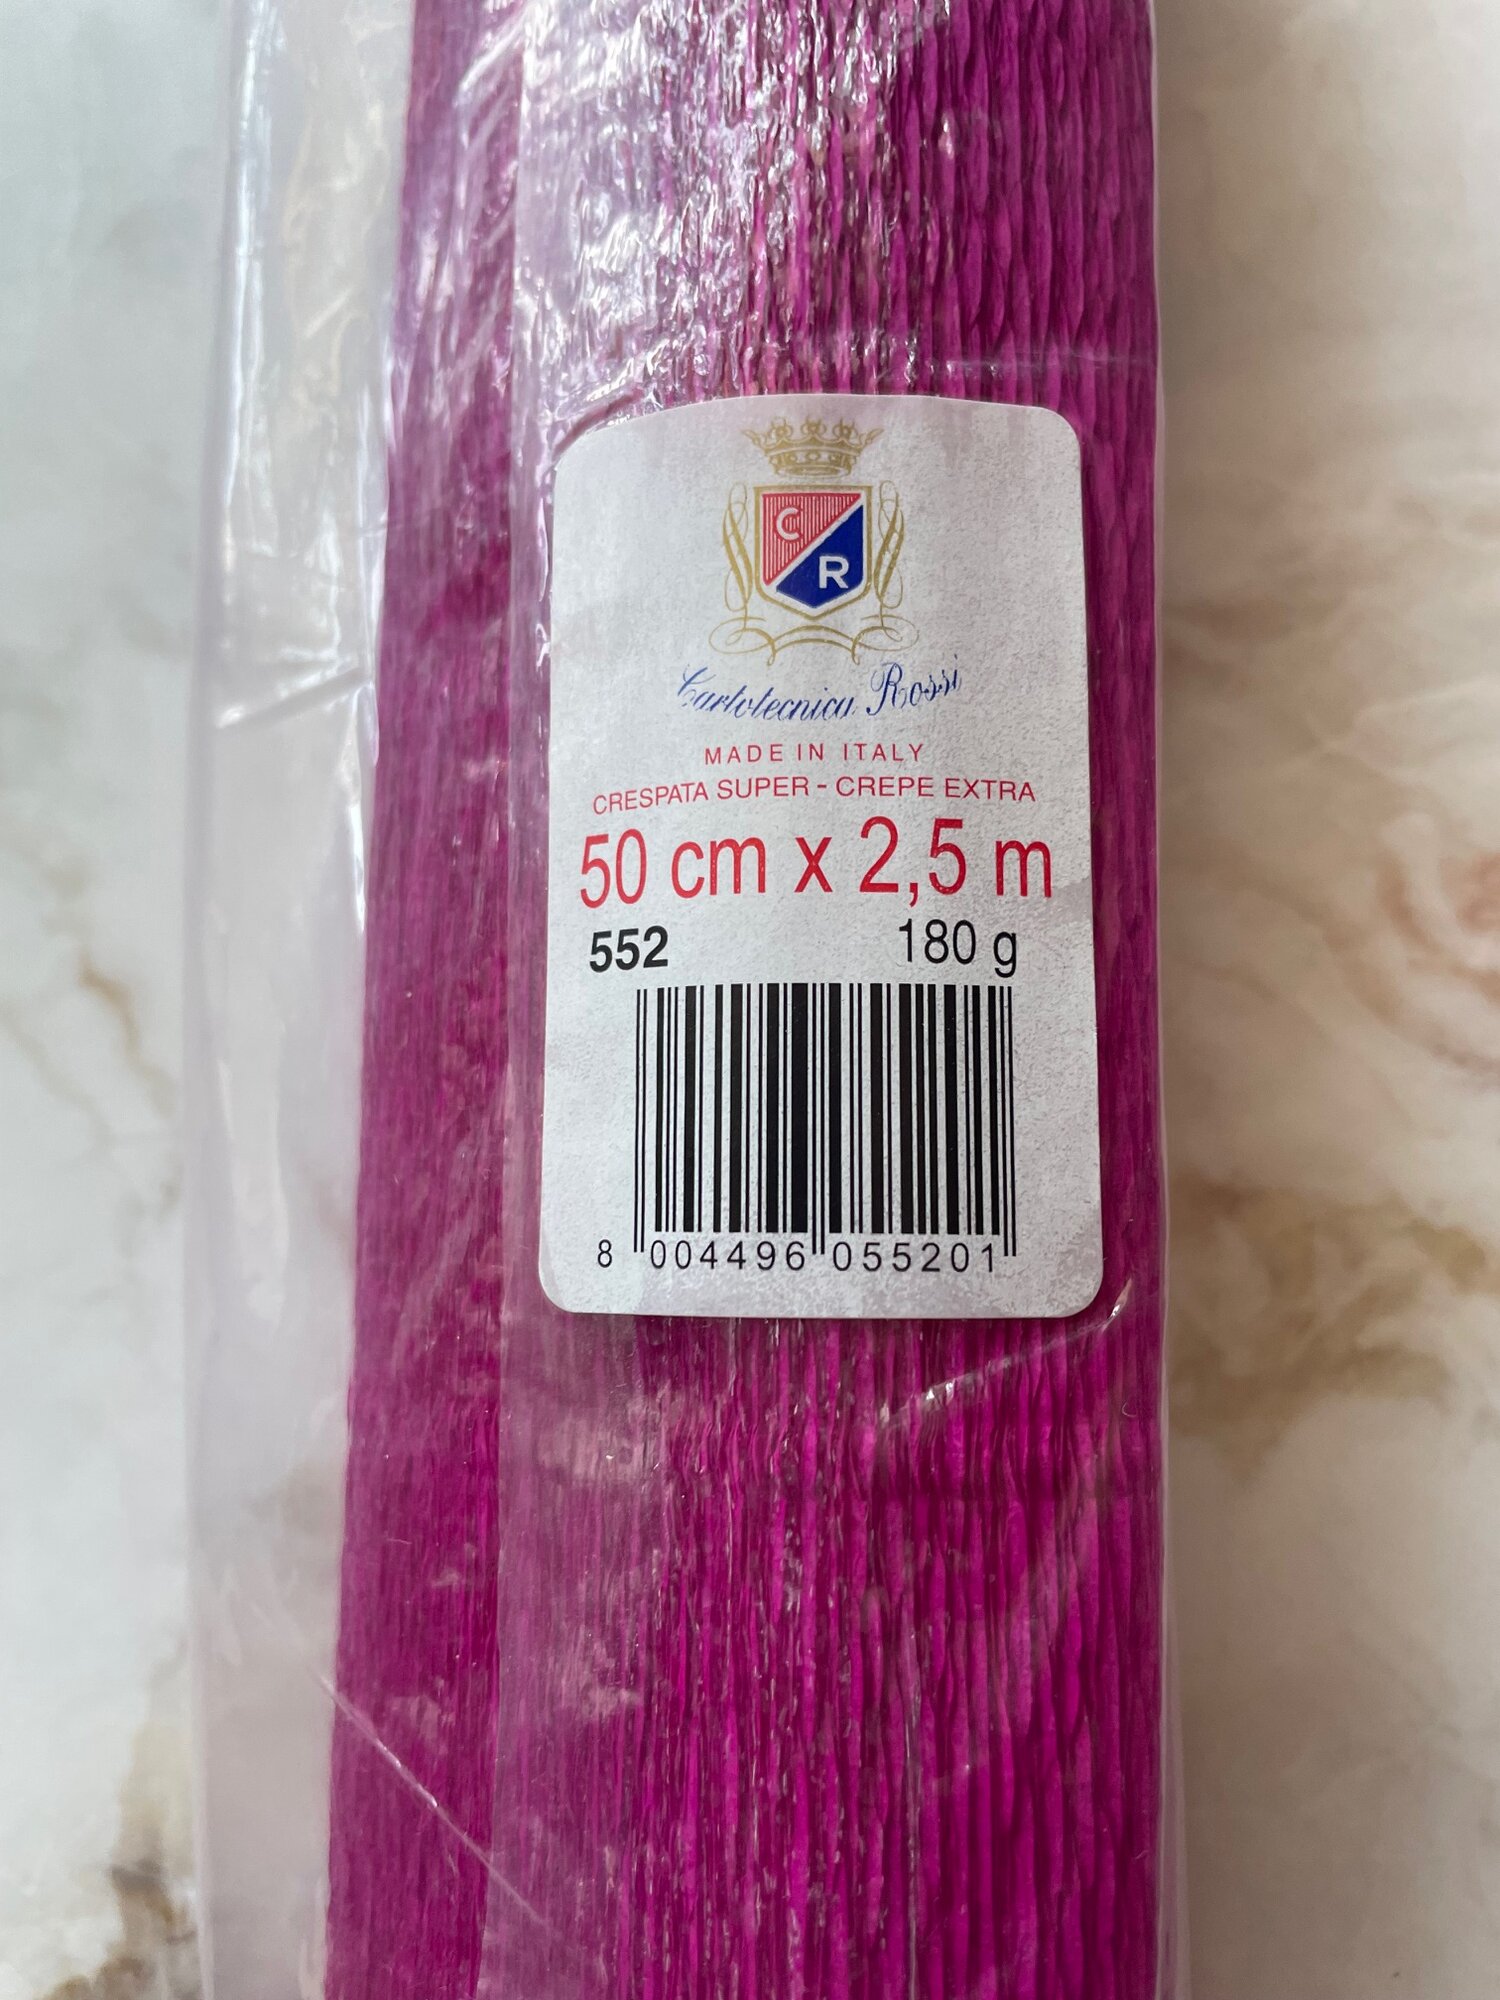 C
R
Cartotecnica Rossi
MADE IN ITALY
CRESPATA SUPER - CREPE EXTRA
50 cm x 2,5 m
552 180 g
8 004496 055201